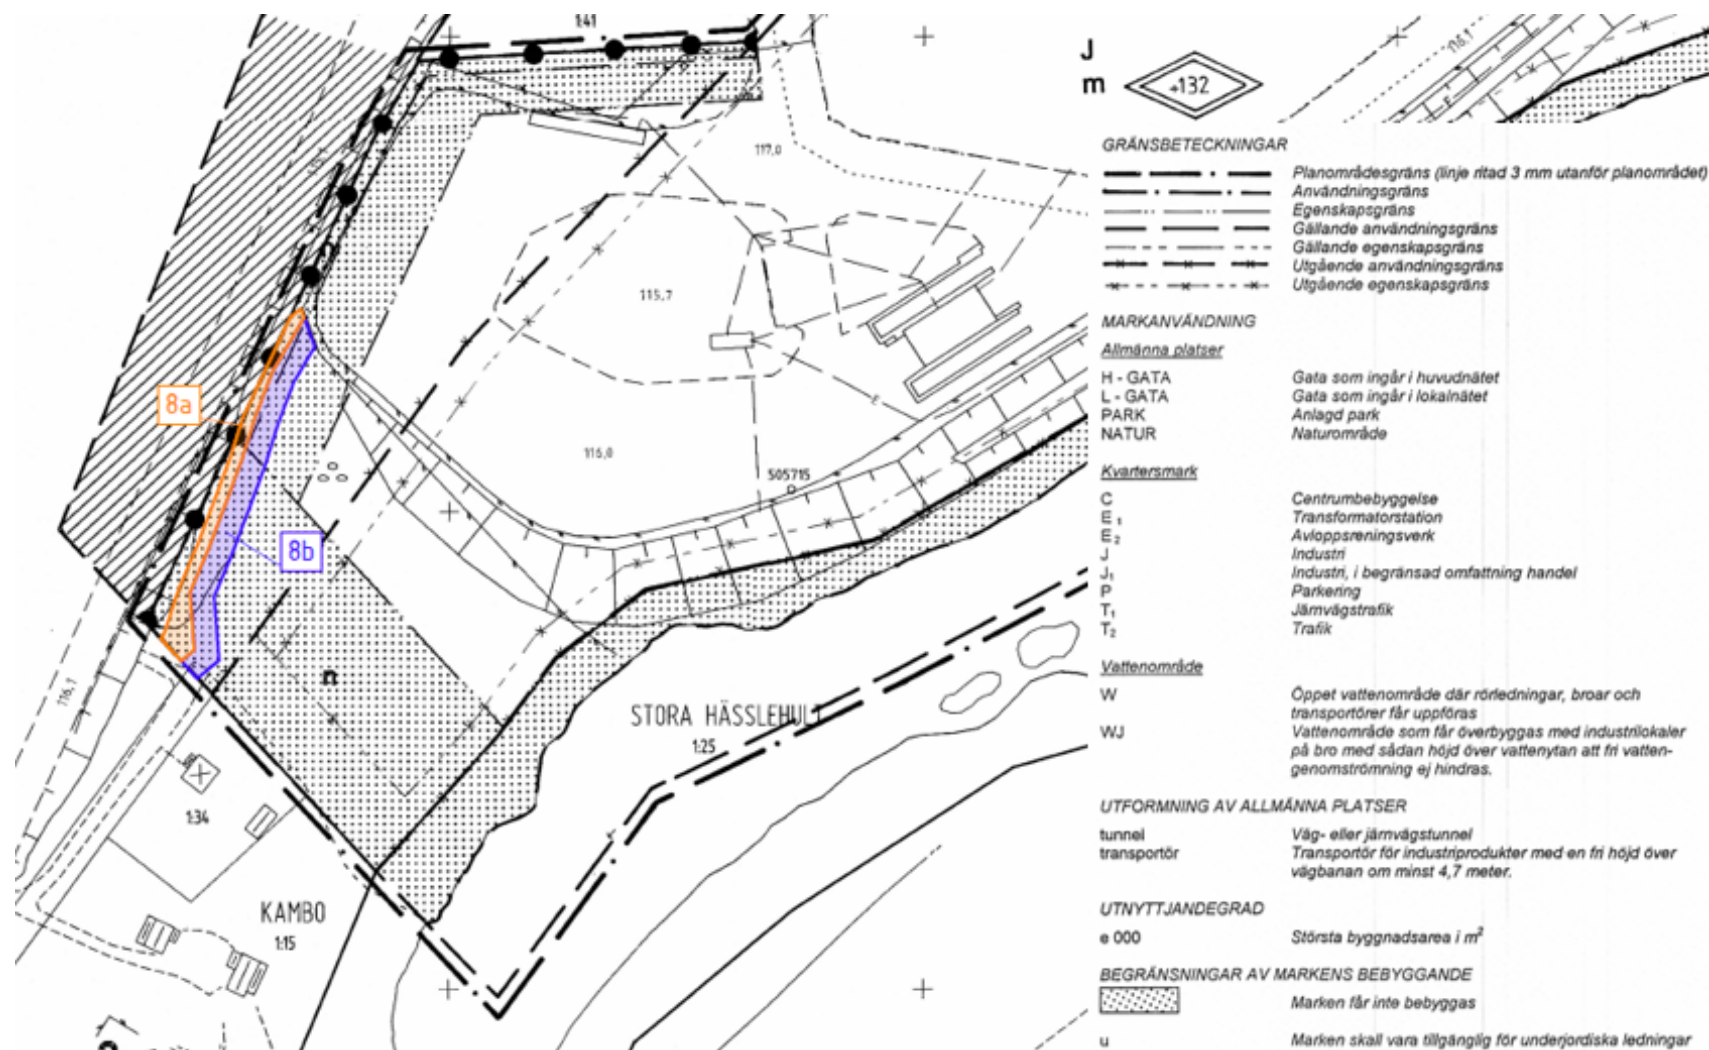 1:41
J
m
+132
116,1
117,0
115,7
116,0
505715
8a
8b
n
116,1
STORA HÄSSLEHULT
1:25
1:34
KAMBO
1:15
GRÄNSBETECKNINGAR
Planområdesgräns (linje ritad 3 mm utanför planområdet)
Användningsgräns
Egenskapsgräns
Gällande användningsgräns
Gällande egenskapsgräns
Utgående användningsgräns
Utgående egenskapsgräns
MARKANVÄNDNING
Allmänna platser
H - GATA Gata som ingår i huvudnätet
L - GATA Gata som ingår i lokalnätet
PARK Anlagd park
NATUR Naturområde
Kvartersmark
C Centrumbebyggelse
E1 Transformatorstation
E2 Avloppsreningsverk
J Industri
J1 Industri, i begränsad omfattning handel
P Parkering
T1 Järnvägstrafik
T2 Trafik
Vattenområde
W Öppet vattenområde där rörledningar, broar och
transportörer får uppföras
WJ Vattenområde som får överbyggas med industrilokaler
på bro med sådan höjd över vattenytan att fri vatten-
genomströmning ej hindras.
UTFORMNING AV ALLMÄNNA PLATSER
tunnel Väg- eller järnvägstunnel
transportör Transportör för industriprodukter med en fri höjd över
vägbanan om minst 4,7 meter.
UTNYTTJANDEGRAD
e 000 Största byggnadsarea i m²
BEGRÄNSNINGAR AV MARKENS BEBYGGANDE
Marken får inte bebyggas
u Marken skall vara tillgänglig för underjordiska ledningar